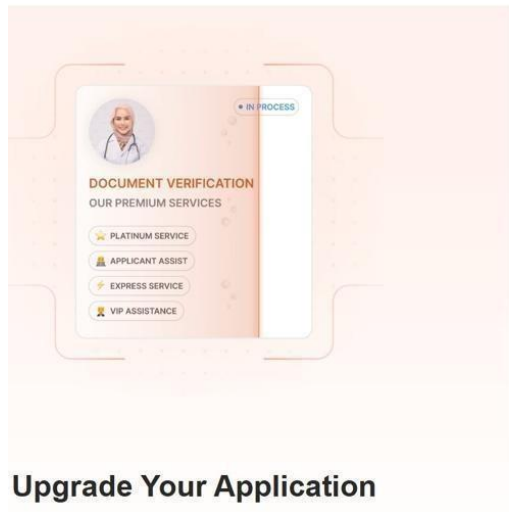 • IN PROCESS
DOCUMENT VERIFICATION
OUR PREMIUM SERVICES
PLATINUM SERVICE
APPLICANT ASSIST
EXPRESS SERVICE
VIP ASSISTANCE
Upgrade Your Application